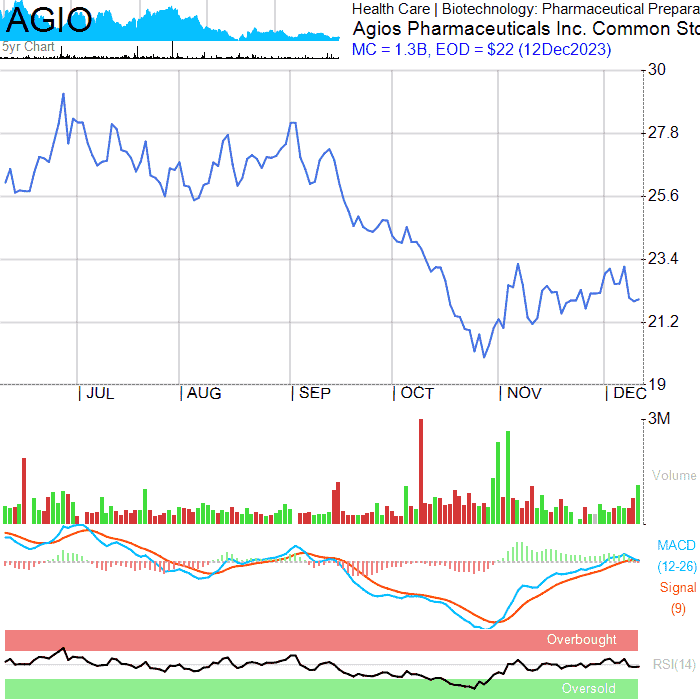 AGIO
5yr Chart
Health Care | Biotechnology: Pharmaceutical Prepara
Agios Pharmaceuticals Inc. Common Sto
MC = 1.3B, EOD = $22 (12Dec2023)
30
27.8
25.6
23.4
21.2
19
| JUL | AUG | SEP | OCT | NOV | DEC
3M
Volume
MACD
(12-26)
Signal
(9)
Overbought
RSI(14)
Oversold